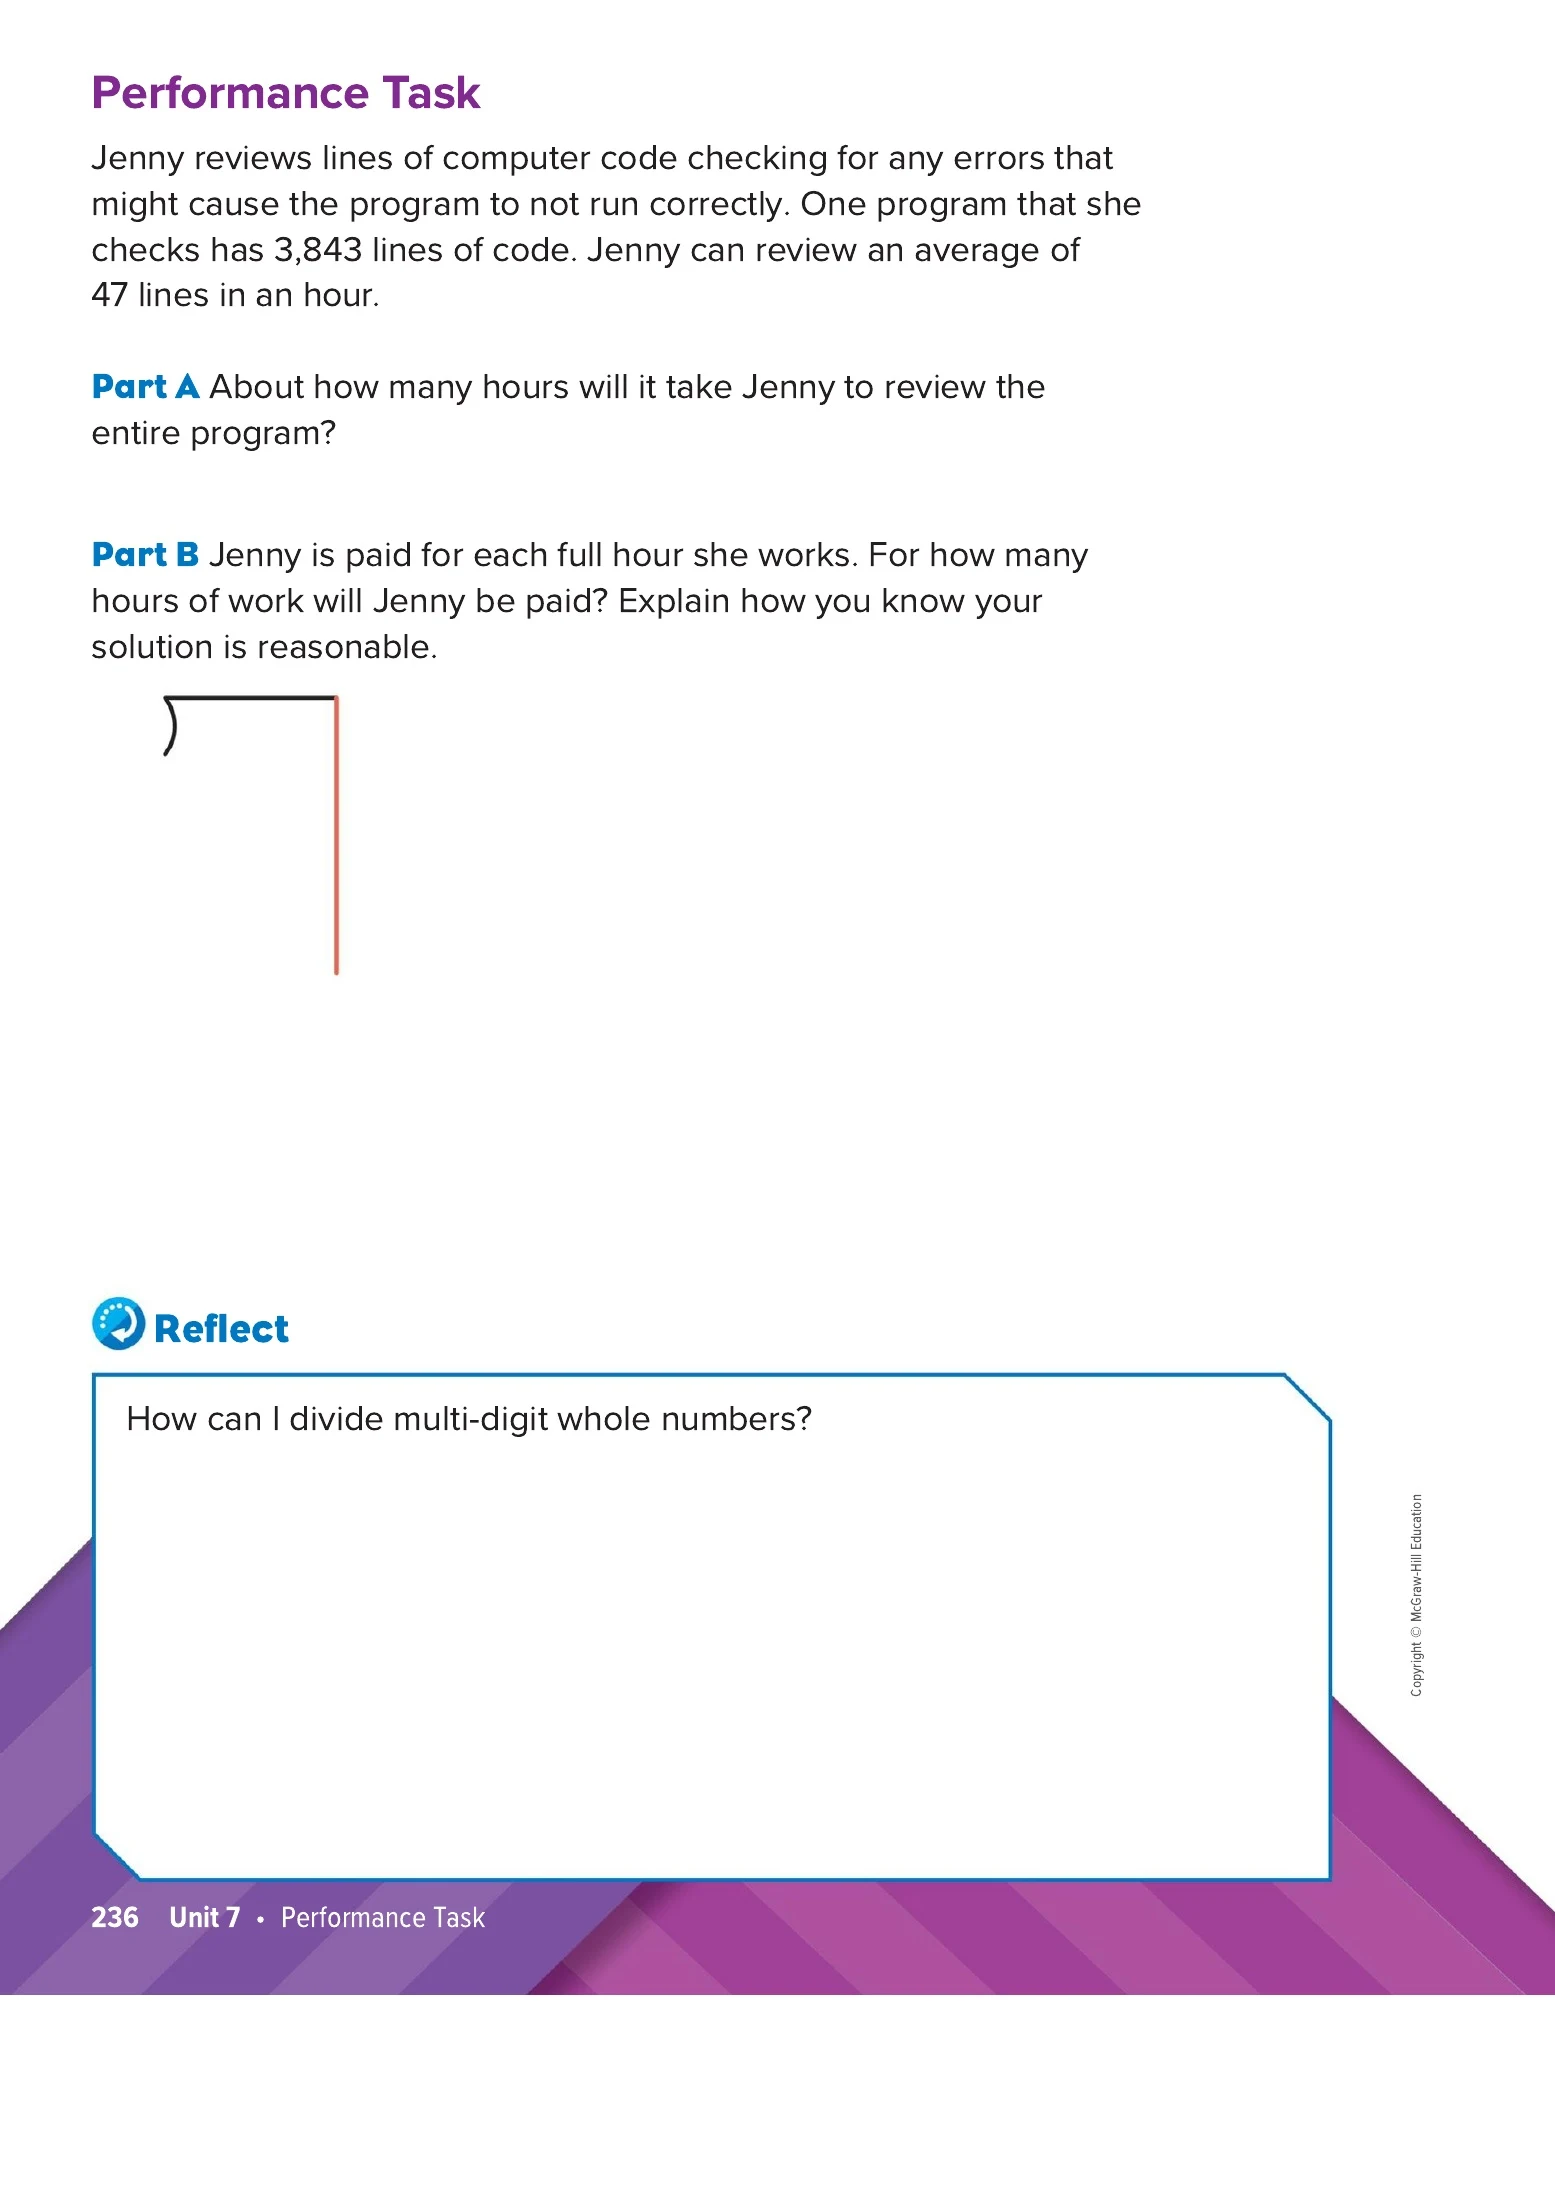 Performance Task
Jenny reviews lines of computer code checking for any errors that
might cause the program to not run correctly. One program that she
checks has 3,843 lines of code. Jenny can review an average of
47 lines in an hour.
Part A About how many hours will it take Jenny to review the
entire program?
Part B Jenny is paid for each full hour she works. For how many
hours of work will Jenny be paid? Explain how you know your
solution is reasonable.
Reflect
How can I divide multi-digit whole numbers?
Copyright © McGraw-Hill Education
236 Unit 7 • Performance Task